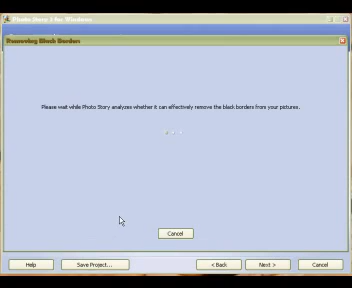 Photo Story 3 for Windows
Removing Black Borders
Please wait while Photo Story analyzes whether it can effectively remove the black borders from your pictures.
Cancel
Help
Save Project...
< Back
Next >
Cancel